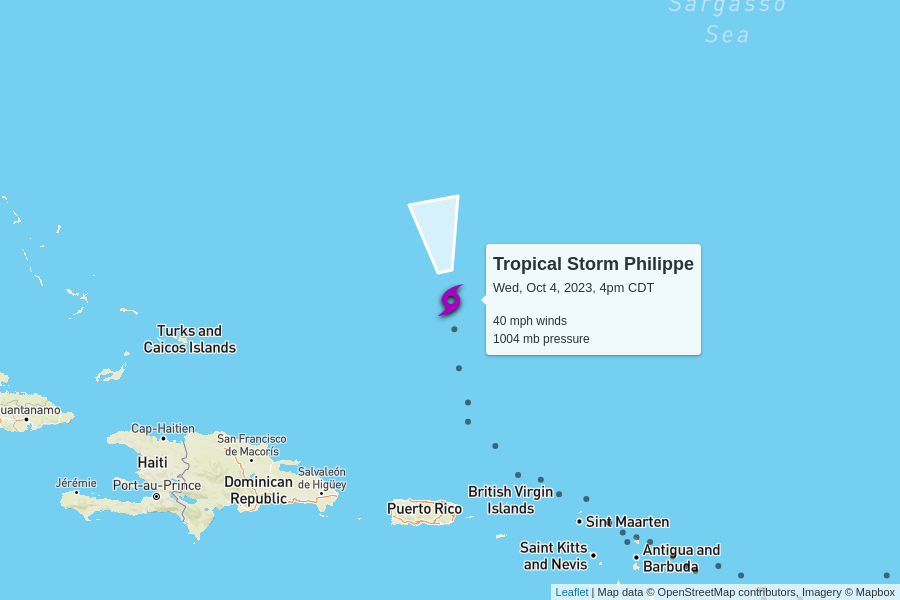 Sargasso
Sea
Tropical Storm Philippe
Wed, Oct 4, 2023, 4pm CDT
40 mph winds
1004 mb pressure
Turks and
Caicos Islands
uantanamo
Cap-Haitien
San Francisco
de Macorís
Haiti
Salvaleón
de Higüey
Jérémie
Port-au-Prince
Dominican
Republic
Puerto Rico
British Virgin
Islands
Sint Maarten
Saint Kitts
and Nevis
Antigua and
Barbuda
Leaflet | Map data © OpenStreetMap contributors, Imagery © Mapbox